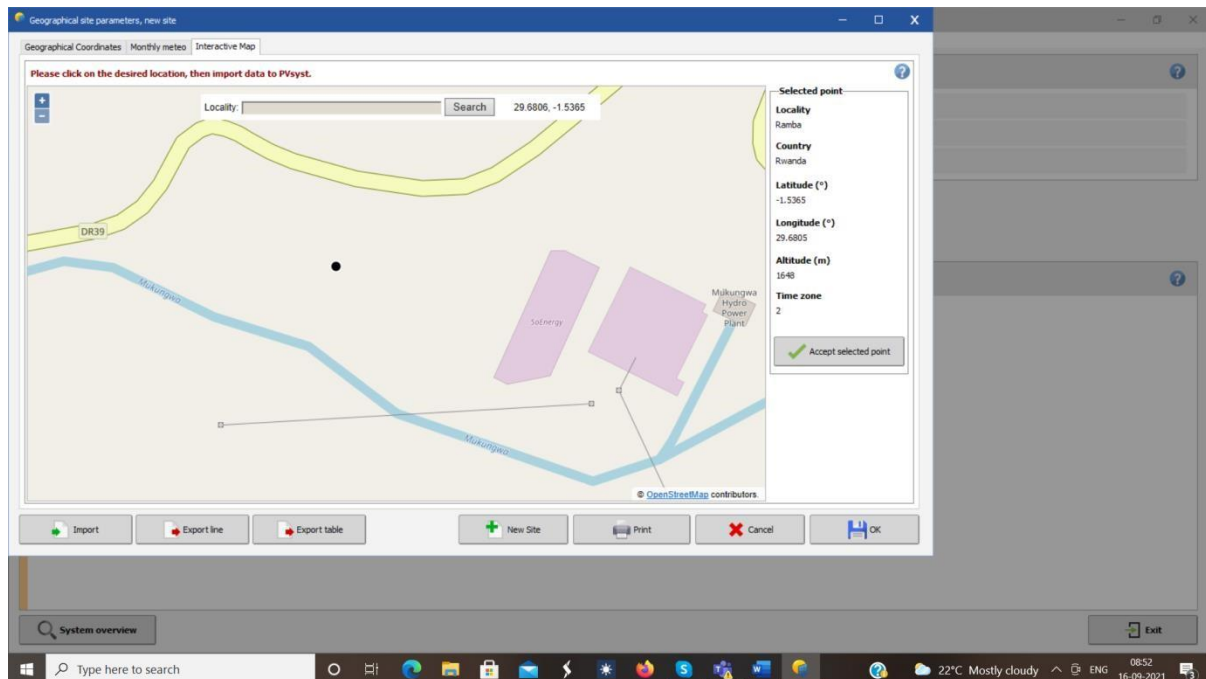 Geographical site parameters, new site
Geographical Coordinates Monthly meteo Interactive Map
Please click on the desired location, then import data to PVsyst.
Locality: Search 29.6806, -1.5365
DR39
Mukungwo
SoEnergy
Mukungwa
Hydro
Power
Plant
Mukungwo
© OpenStreetMap contributors.
Selected point
Locality
Ramba
Country
Rwanda
Latitude (°)
-1.5365
Longitude (°)
29.6805
Altitude (m)
1648
Time zone
2
Accept selected point
Import Export line Export table New Site Print Cancel OK
System overview Exit
Type here to search 22°C Mostly cloudy ENG 08:52
16-09-2021